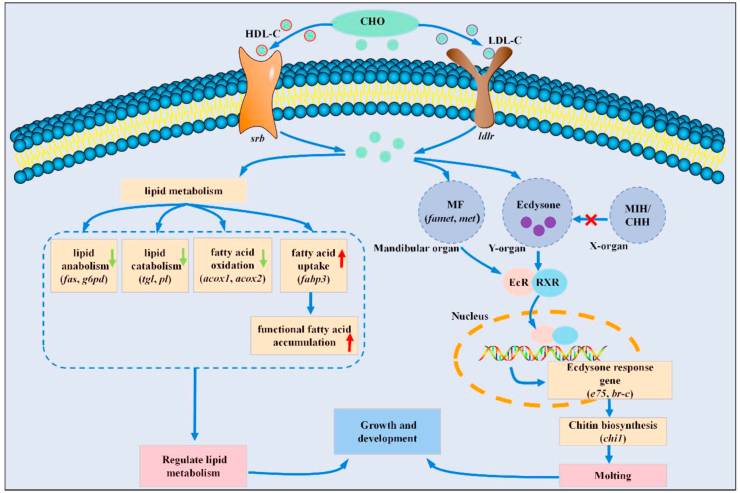 CHO
HDL-C
LDL-C
srb
ldlr
lipid metabolism
lipid
anabolism
(fas, g6pd)
lipid
catabolism
(tgl, pl)
fatty acid
oxidation
(acox1, acox2)
fatty acid
uptake
(fabp3)
functional fatty acid
accumulation
MF
(famet, met)
Mandibular organ
Ecdysone
Y-organ
MIH/
CHH
X-organ
EcR
RXR
Nucleus
Ecdysone response
gene
(e75, br-c)
Chitin biosynthesis
(chi1)
Growth and
development
Regulate lipid
metabolism
Molting